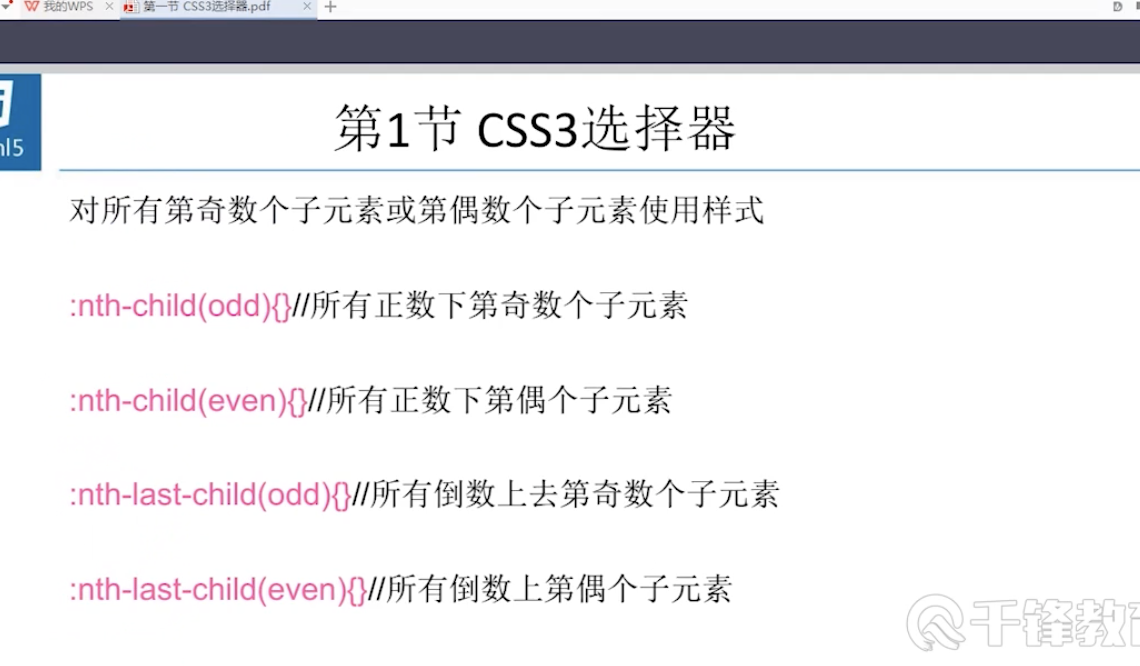 我的WPS
第一节 CSS3选择器.pdf
第1节 CSS3选择器
对所有第奇数个子元素或第偶数个子元素使用样式
:nth-child(odd){}//所有正数下第奇数个子元素
:nth-child(even){}//所有正数下第偶个子元素
:nth-last-child(odd){}//所有倒数上去第奇数个子元素
:nth-last-child(even){}//所有倒数上第偶个子元素
千锋教育